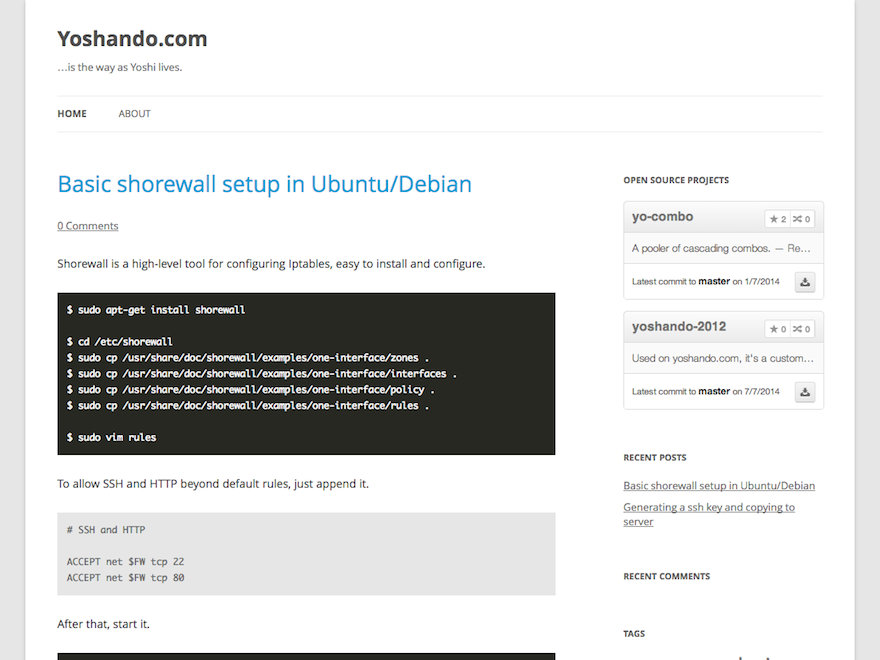 Yoshando.com
...is the way as Yoshi lives.
HOME ABOUT
Basic shorewall setup in Ubuntu/Debian
0 Comments
Shorewall is a high-level tool for configuring Iptables, easy to install and configure.
$ sudo apt-get install shorewall
$ cd /etc/shorewall
$ sudo cp /usr/share/doc/shorewall/examples/one-interface/zones .
$ sudo cp /usr/share/doc/shorewall/examples/one-interface/interfaces .
$ sudo cp /usr/share/doc/shorewall/examples/one-interface/policy .
$ sudo cp /usr/share/doc/shorewall/examples/one-interface/rules .
$ sudo vim rules
To allow SSH and HTTP beyond default rules, just append it.
# SSH and HTTP
ACCEPT net $FW tcp 22
ACCEPT net $FW tcp 80
After that, start it.
OPEN SOURCE PROJECTS
yo-combo ★ 2 0
A pooler of cascading combos. — Re...
Latest commit to master on 1/7/2014
yoshando-2012 ★ 0 0
Used on yoshando.com, it's a custom...
Latest commit to master on 7/7/2014
RECENT POSTS
Basic shorewall setup in Ubuntu/Debian
Generating a ssh key and copying to
server
RECENT COMMENTS
TAGS